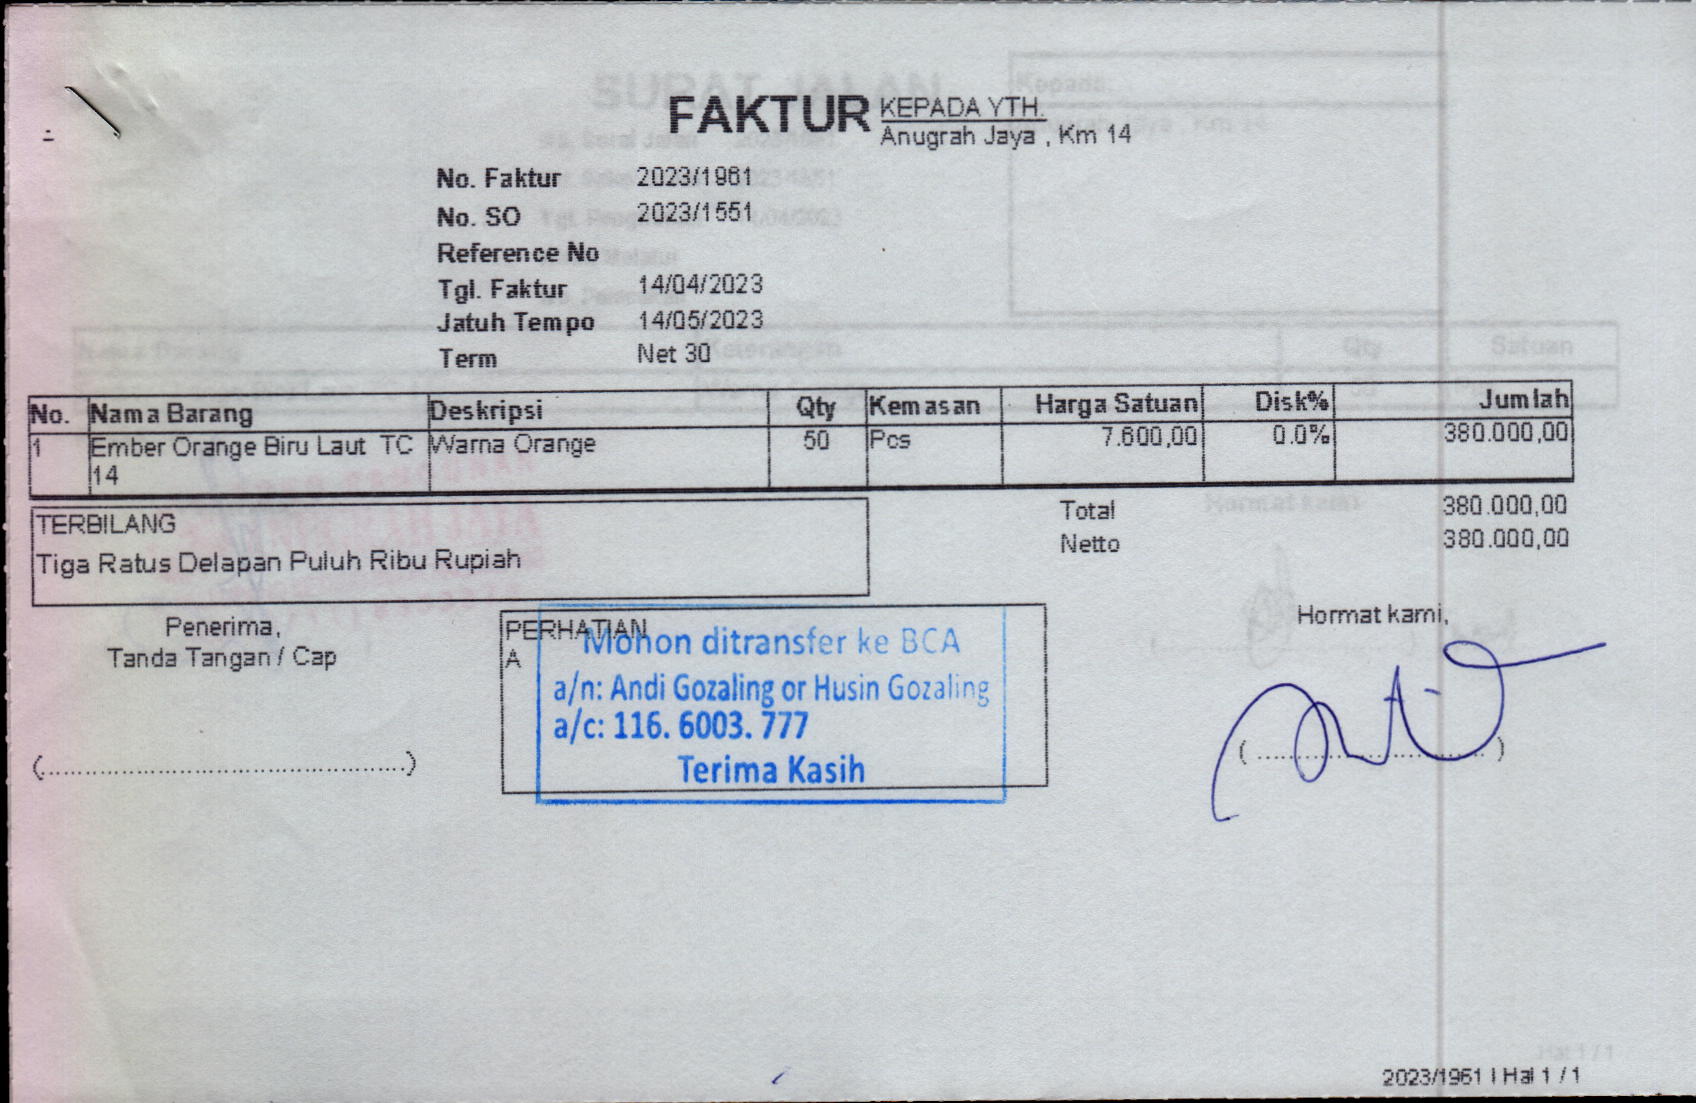 FAKTUR
KEPADA YTH.
Anugrah Jaya , Km 14
No. Faktur 2023/1961
No. SO 2023/1551
Reference No
Tgl. Faktur 14/04/2023
Jatuh Tempo 14/05/2023
Term Net 30
No. Nama Barang Deskripsi Qty Kemasan Harga Satuan Disk% Jumlah
1 Ember Orange Biru Laut TC 14 Warna Orange 50 Pcs 7.600,00 0.0% 380.000,00
Total 380.000,00
Netto 380.000,00
TERBILANG
Tiga Ratus Delapan Puluh Ribu Rupiah
Penerima,
Tanda Tangan / Cap
(............................................)
PERHATIAN
A
Mohon ditransfer ke BCA
a/n: Andi Gozaling or Husin Gozaling
a/c: 116. 6003. 777
Terima Kasih
Hormat kami,
(..............................)
2023/1961 | Hal 1 / 1